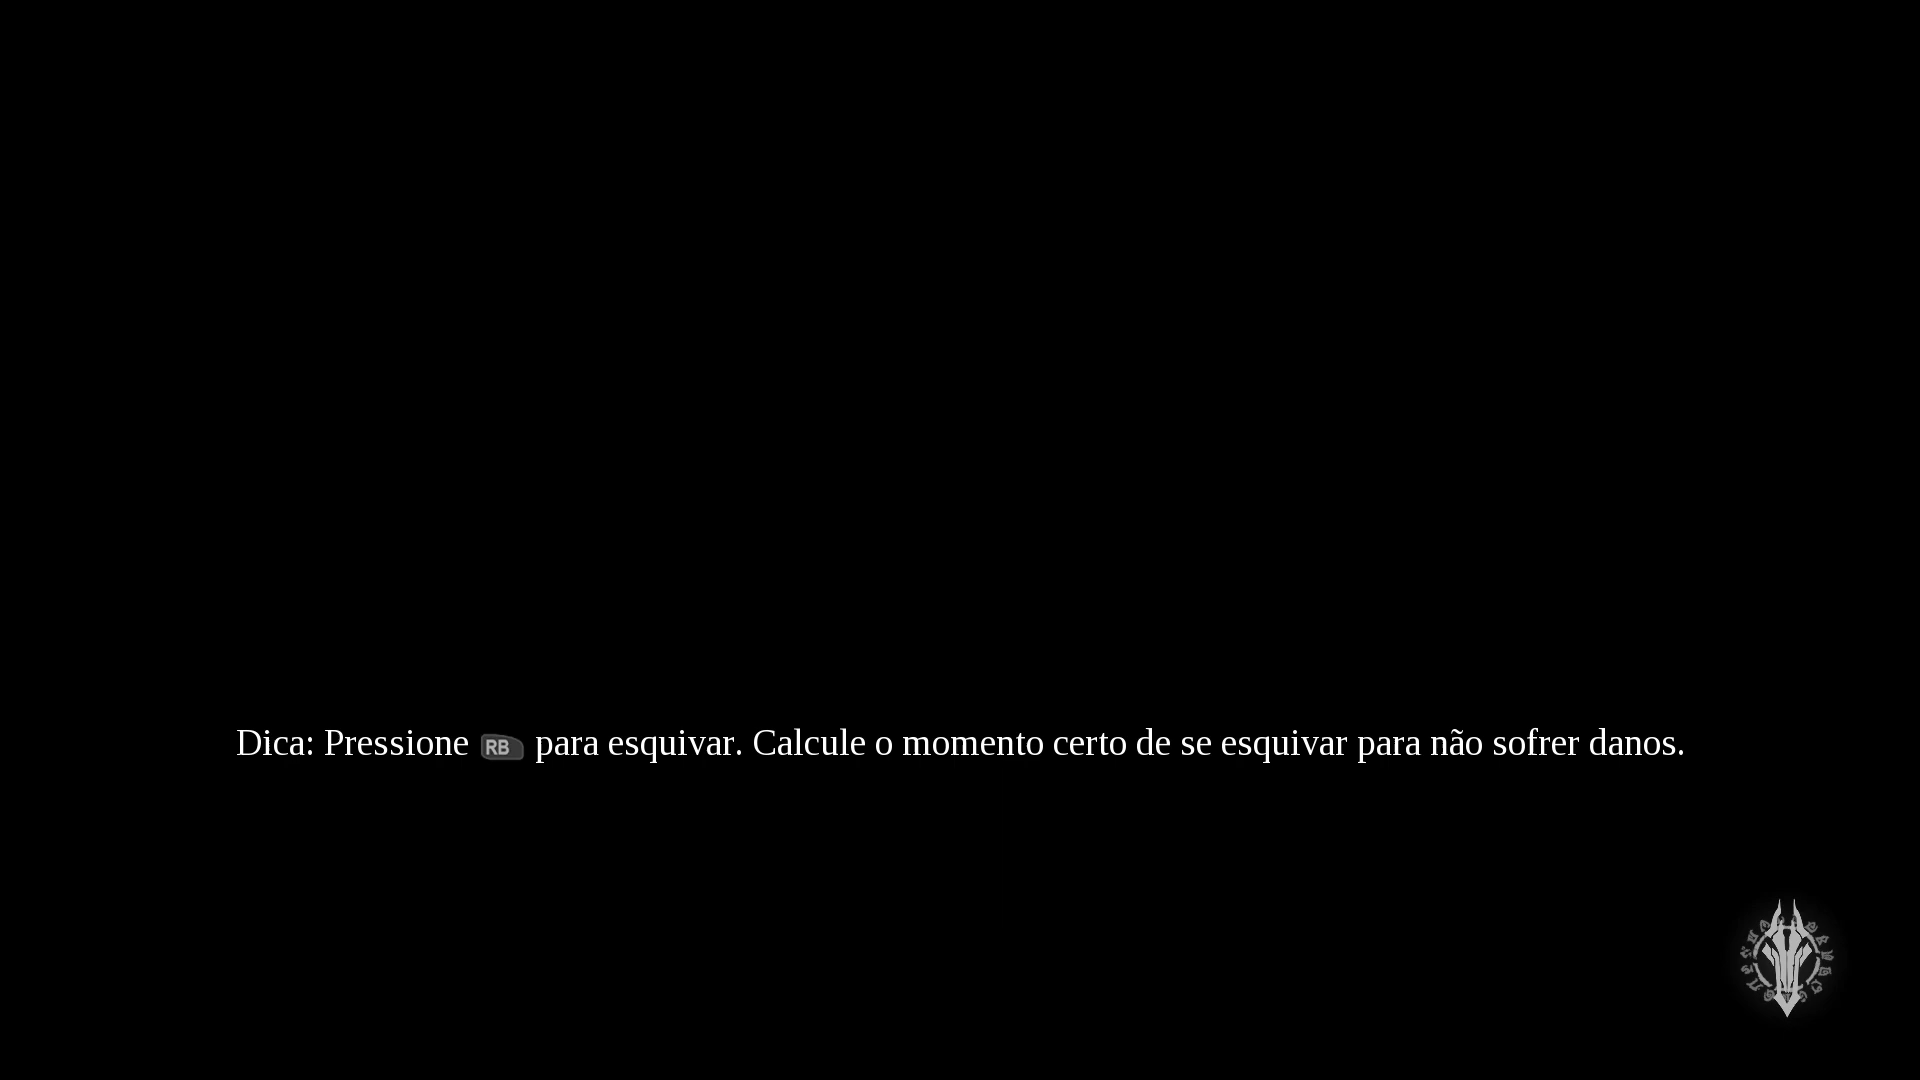 Dica: Pressione RB para esquivar. Calcule o momento certo de se esquivar para não sofrer danos.